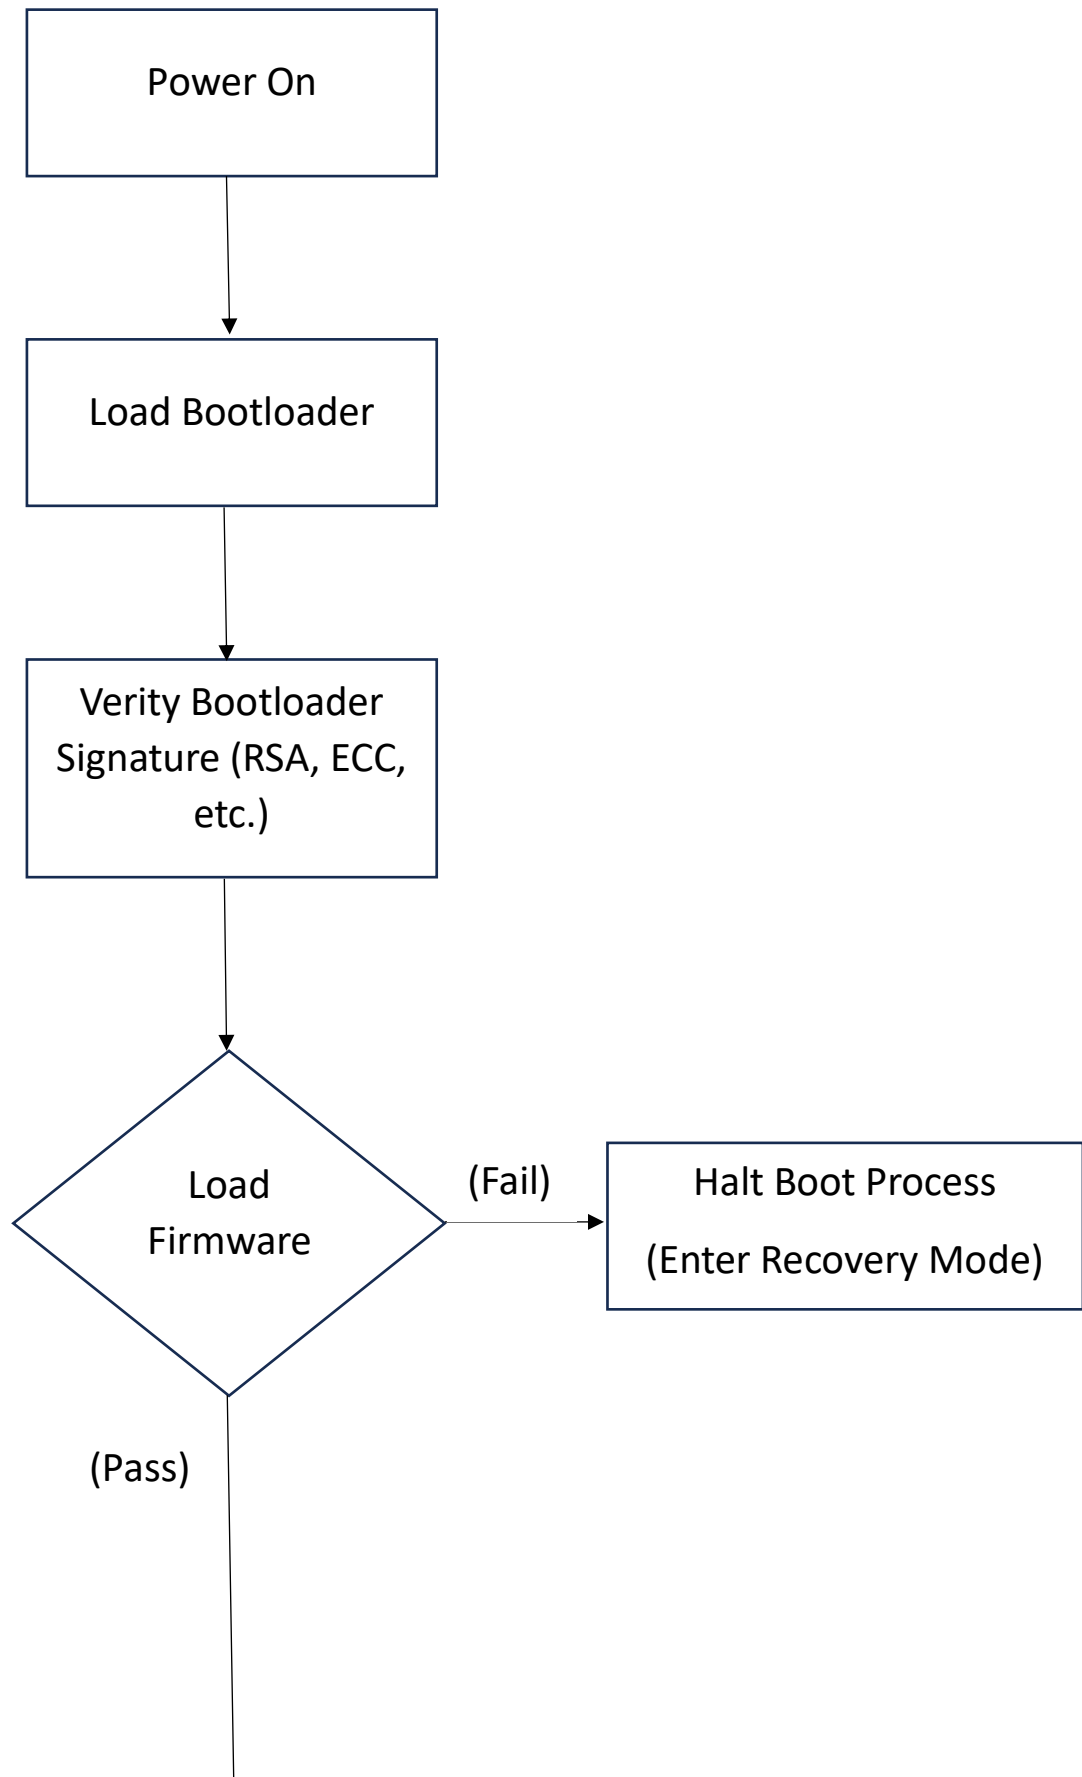 Power On
Load Bootloader
Verity Bootloader
Signature (RSA, ECC,
etc.)
Load
Firmware
(Fail)
Halt Boot Process
(Enter Recovery Mode)
(Pass)